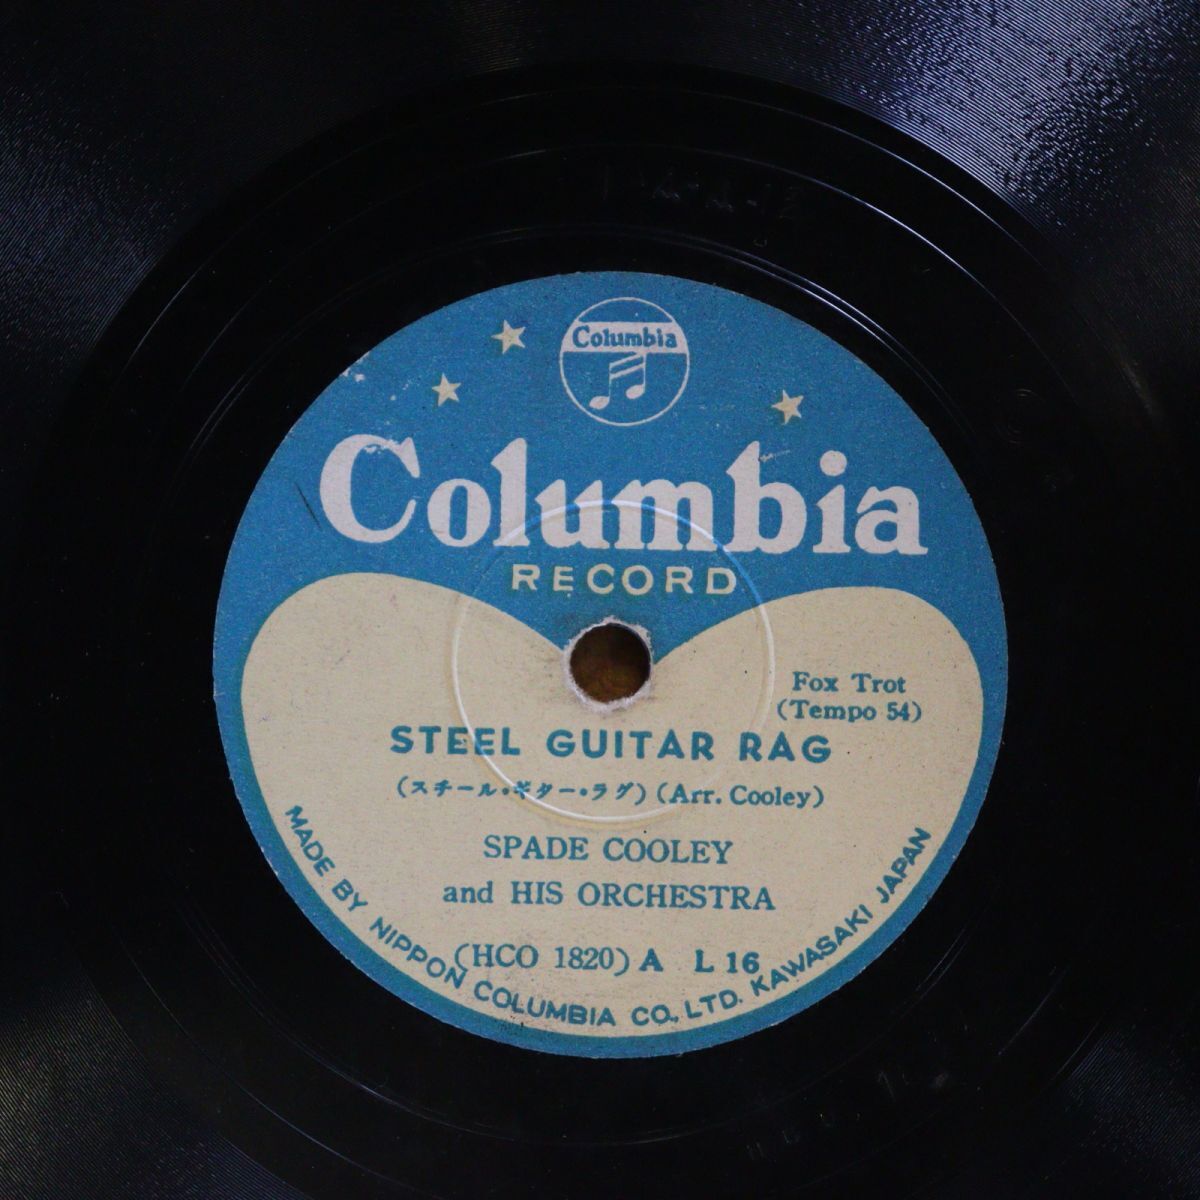 Columbia
Columbia
RECORD
Fox Trot
(Tempo 54)
STEEL GUITAR RAG
(スチール・ギター・ラグ) (Arr. Cooley)
SPADE COOLEY
and HIS ORCHESTRA
(HCO 1820) A L 16
MADE BY NIPPON COLUMBIA CO., LTD. KAWASAKI JAPAN